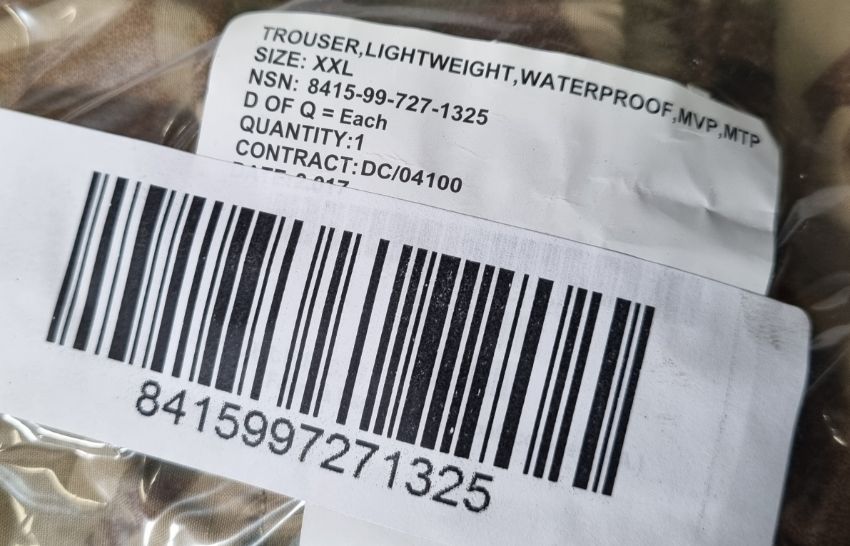 TROUSER,LIGHTWEIGHT,WATERPROOF,MVP,MTP
SIZE: XXL
NSN: 8415-99-727-1325
D OF Q = Each
QUANTITY:1
CONTRACT:DC/04100
8415997271325